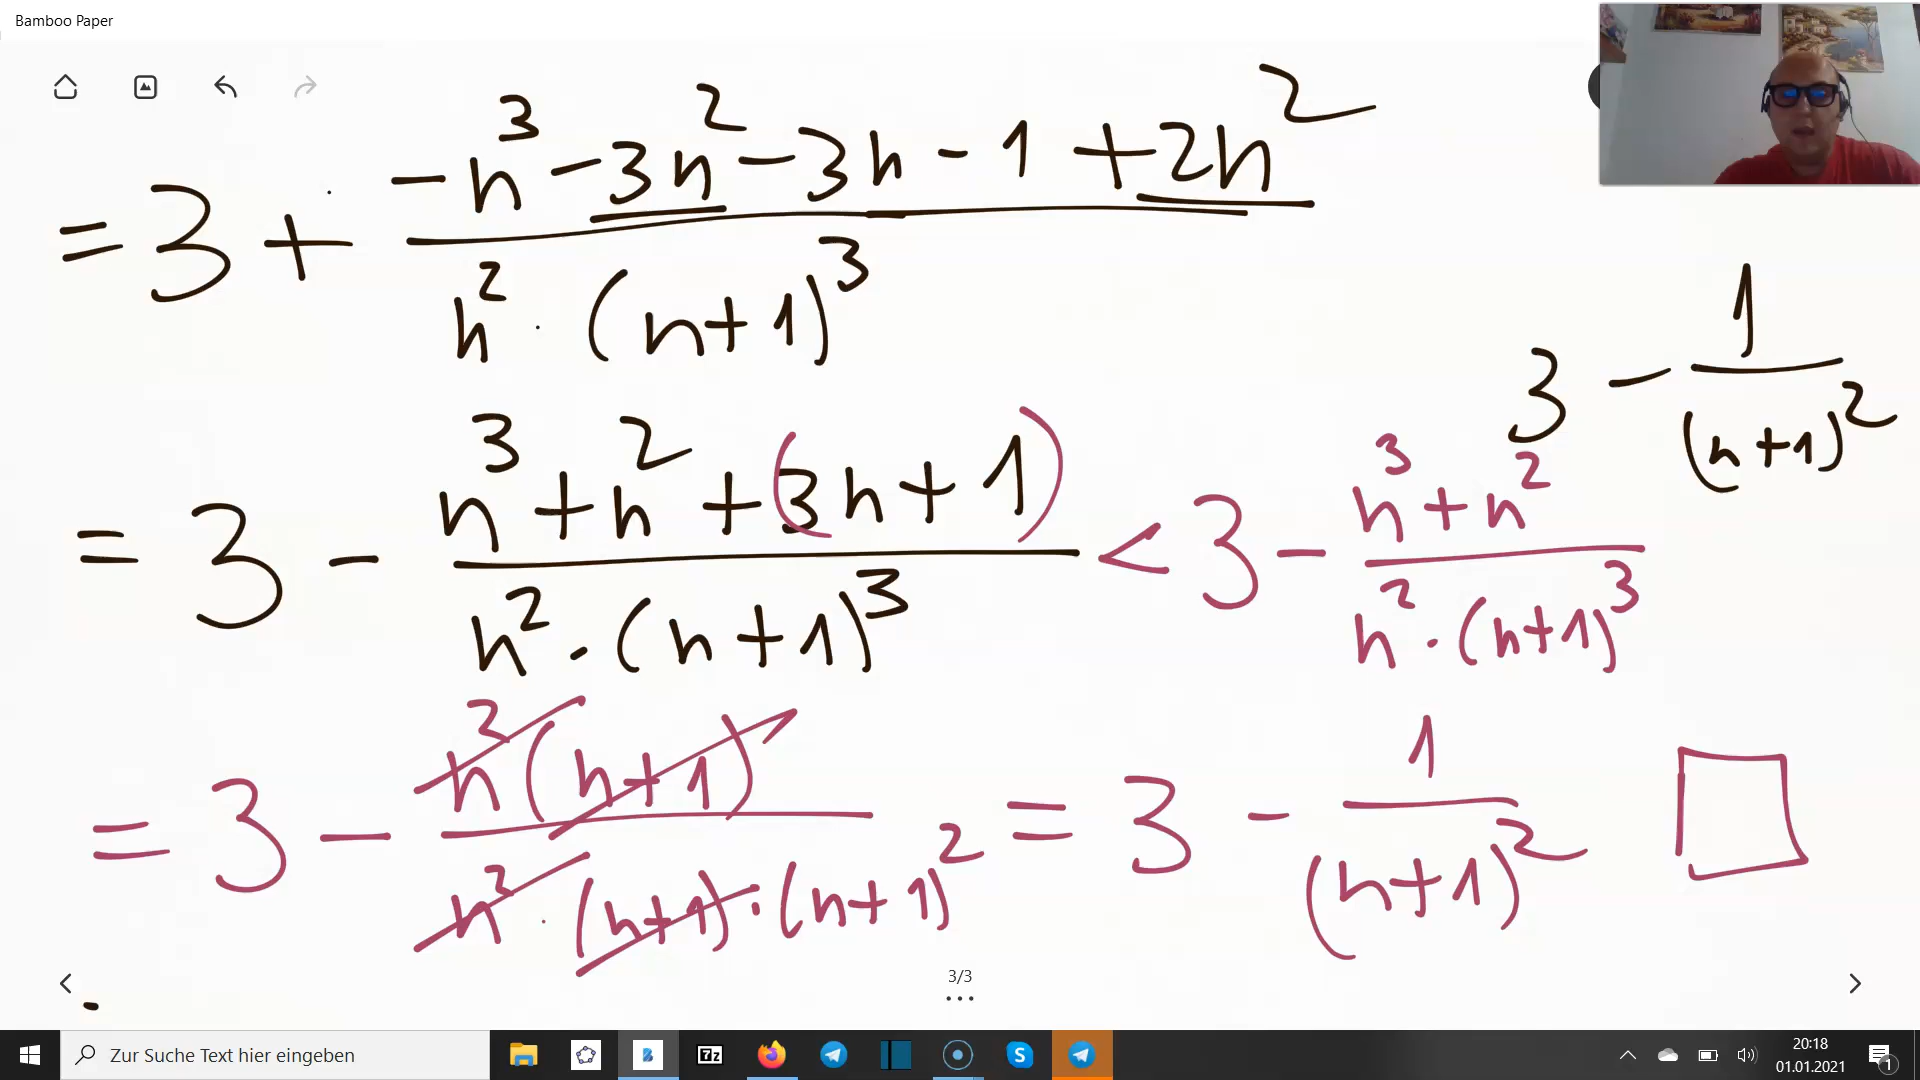 Bamboo Paper
= 3 + (-n³ - 3n² - 3n - 1 + 2n²) / (n² · (n+1)³)
3 - 1 / (n+1)²
= 3 - (n³ + n² + (3n + 1)) / (n² · (n+1)³) < 3 - (n³ + n²) / (n² · (n+1)³)
= 3 - n²(n+1) / (n² · (n+1) · (n+1)²) = 3 - 1 / (n+1)² □
3/3
Zur Suche Text hier eingeben
7z
20:18
01.01.2021
1